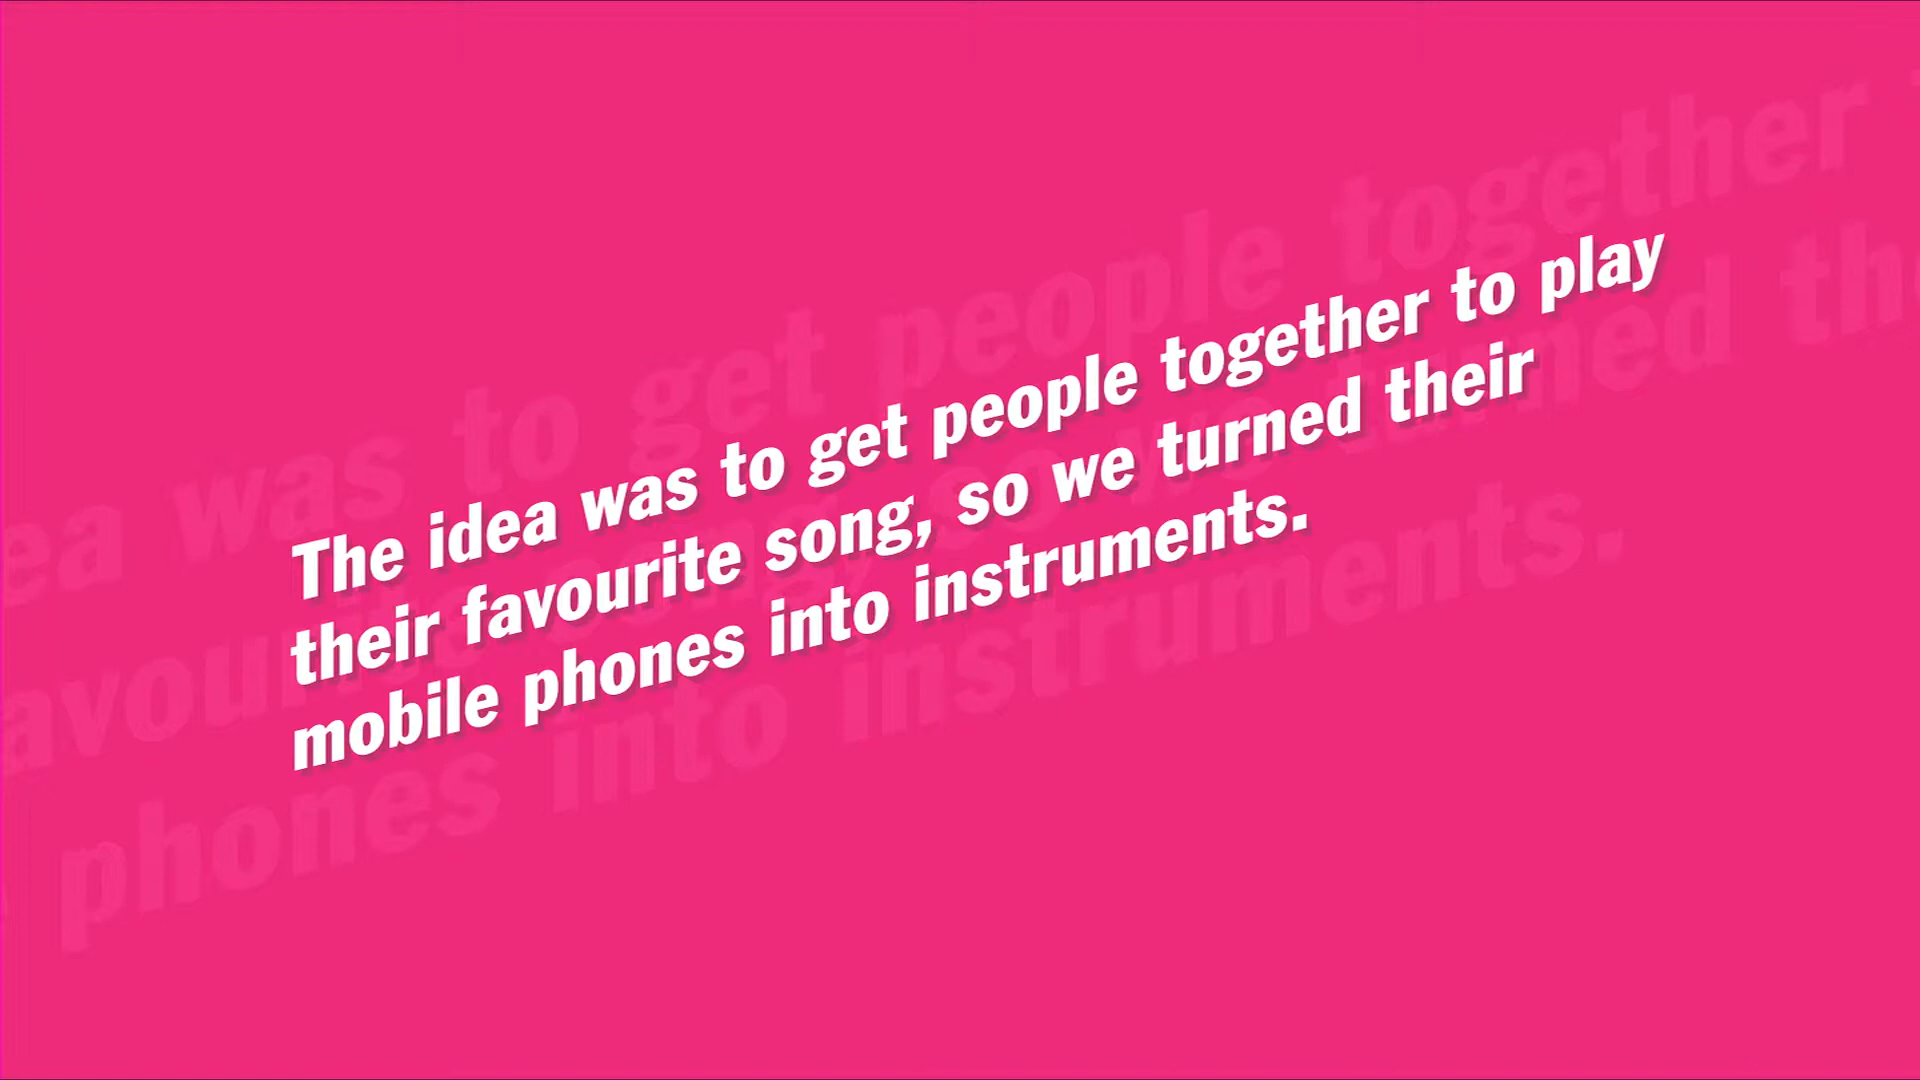 The idea was to get people together to play
their favourite song, so we turned their
mobile phones into instruments.